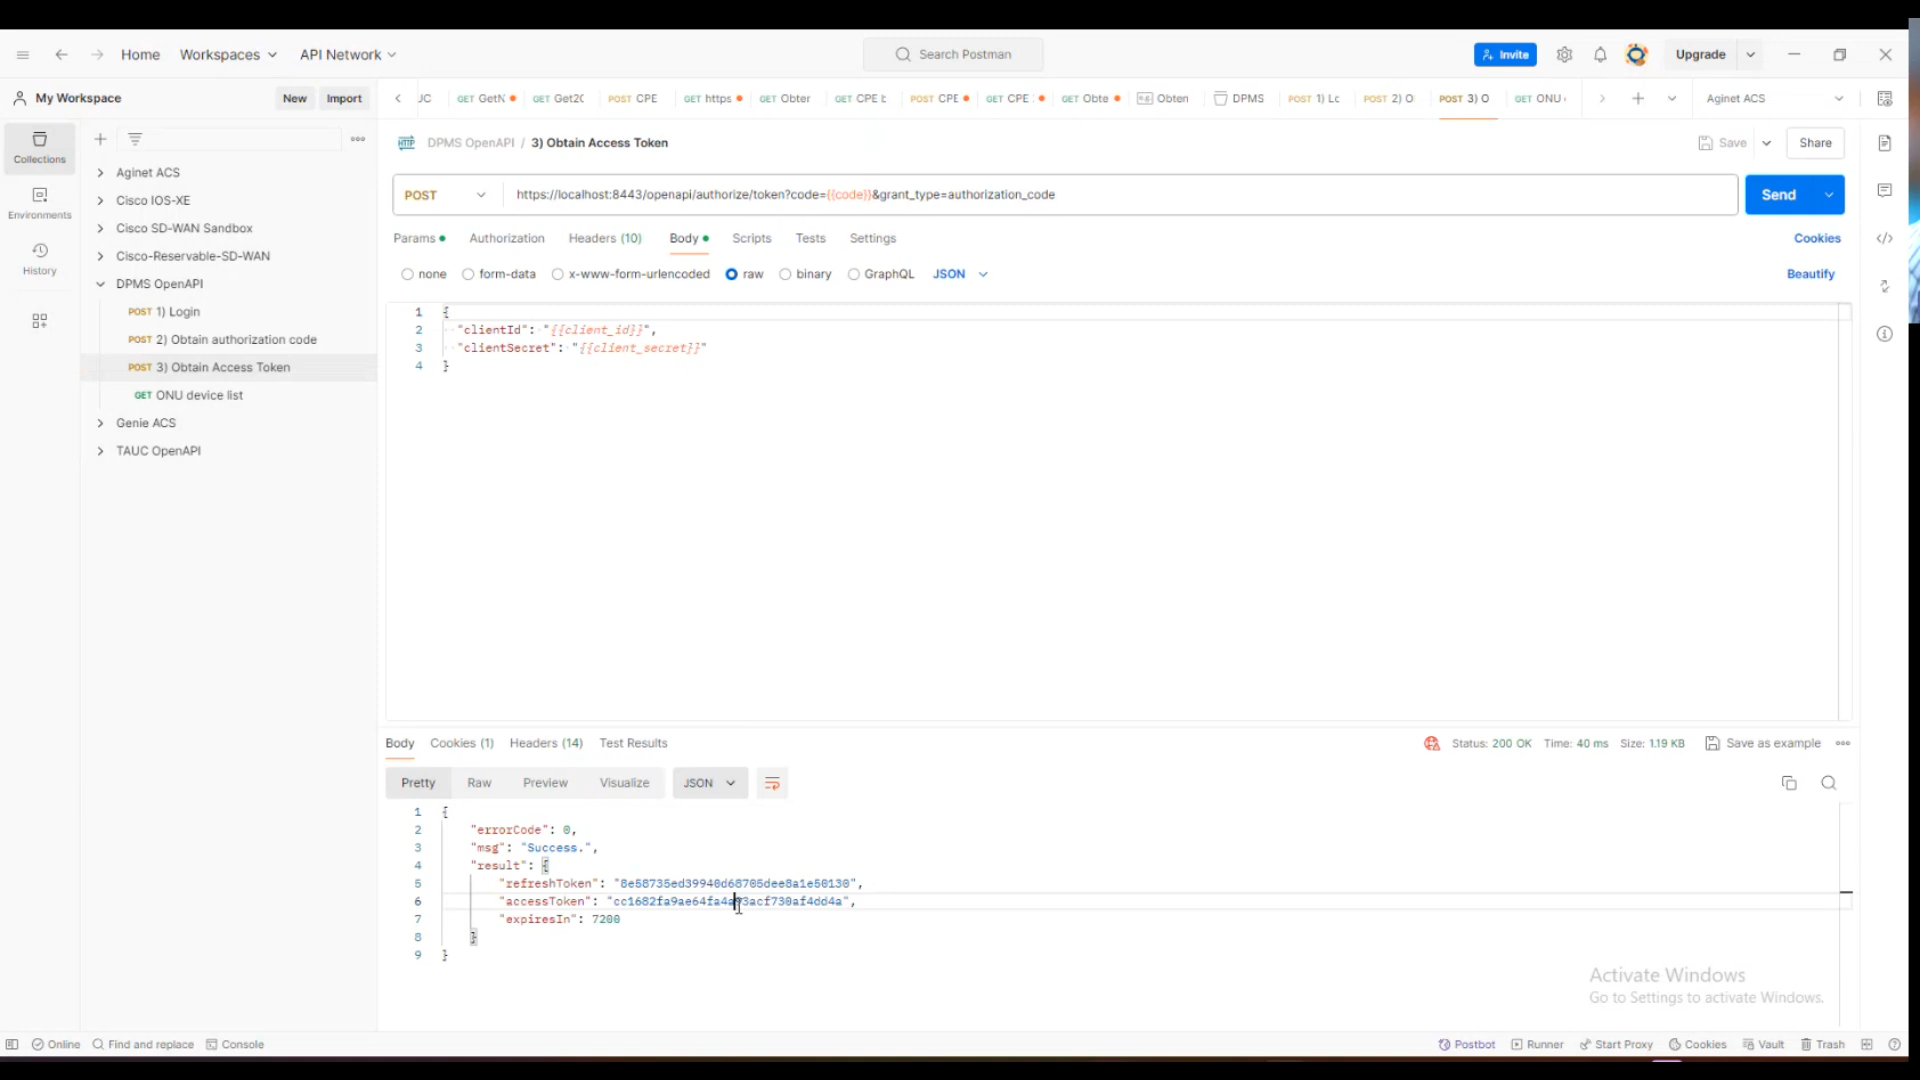 Home Workspaces API Network Search Postman Invite Upgrade
My Workspace New Import
JC GET GetN GET Get2( POST CPE GET https GET Obter GET CPE t POST CPE GET CPE GET Obte Obten DPMS POST 1) Lc POST 2) O POST 3) O GET ONU Aginet ACS
Collections
Environments
History
Aginet ACS
Cisco IOS-XE
Cisco SD-WAN Sandbox
Cisco-Reservable-SD-WAN
DPMS OpenAPI
POST 1) Login
POST 2) Obtain authorization code
POST 3) Obtain Access Token
GET ONU device list
Genie ACS
TAUC OpenAPI
DPMS OpenAPI / 3) Obtain Access Token Save Share
POST https://localhost:8443/openapi/authorize/token?code={{code}}&grant_type=authorization_code Send
Params Authorization Headers (10) Body Scripts Tests Settings Cookies
none form-data x-www-form-urlencoded raw binary GraphQL JSON Beautify
1 {
2 "clientId": "{{client_id}}",
3 "clientSecret": "{{client_secret}}"
4 }
Body Cookies (1) Headers (14) Test Results Status: 200 OK Time: 40 ms Size: 1.19 KB Save as example
Pretty Raw Preview Visualize JSON
1 {
2 "errorCode": 0,
3 "msg": "Success.",
4 "result": {
5 "refreshToken": "8e58735ed39940d68705dee8a1e50130",
6 "accessToken":
7 "expiresIn": 7200
8 }
9 }
Activate Windows
Go to Settings to activate Windows.
Online Find and replace Console Postbot Runner Start Proxy Cookies Vault Trash